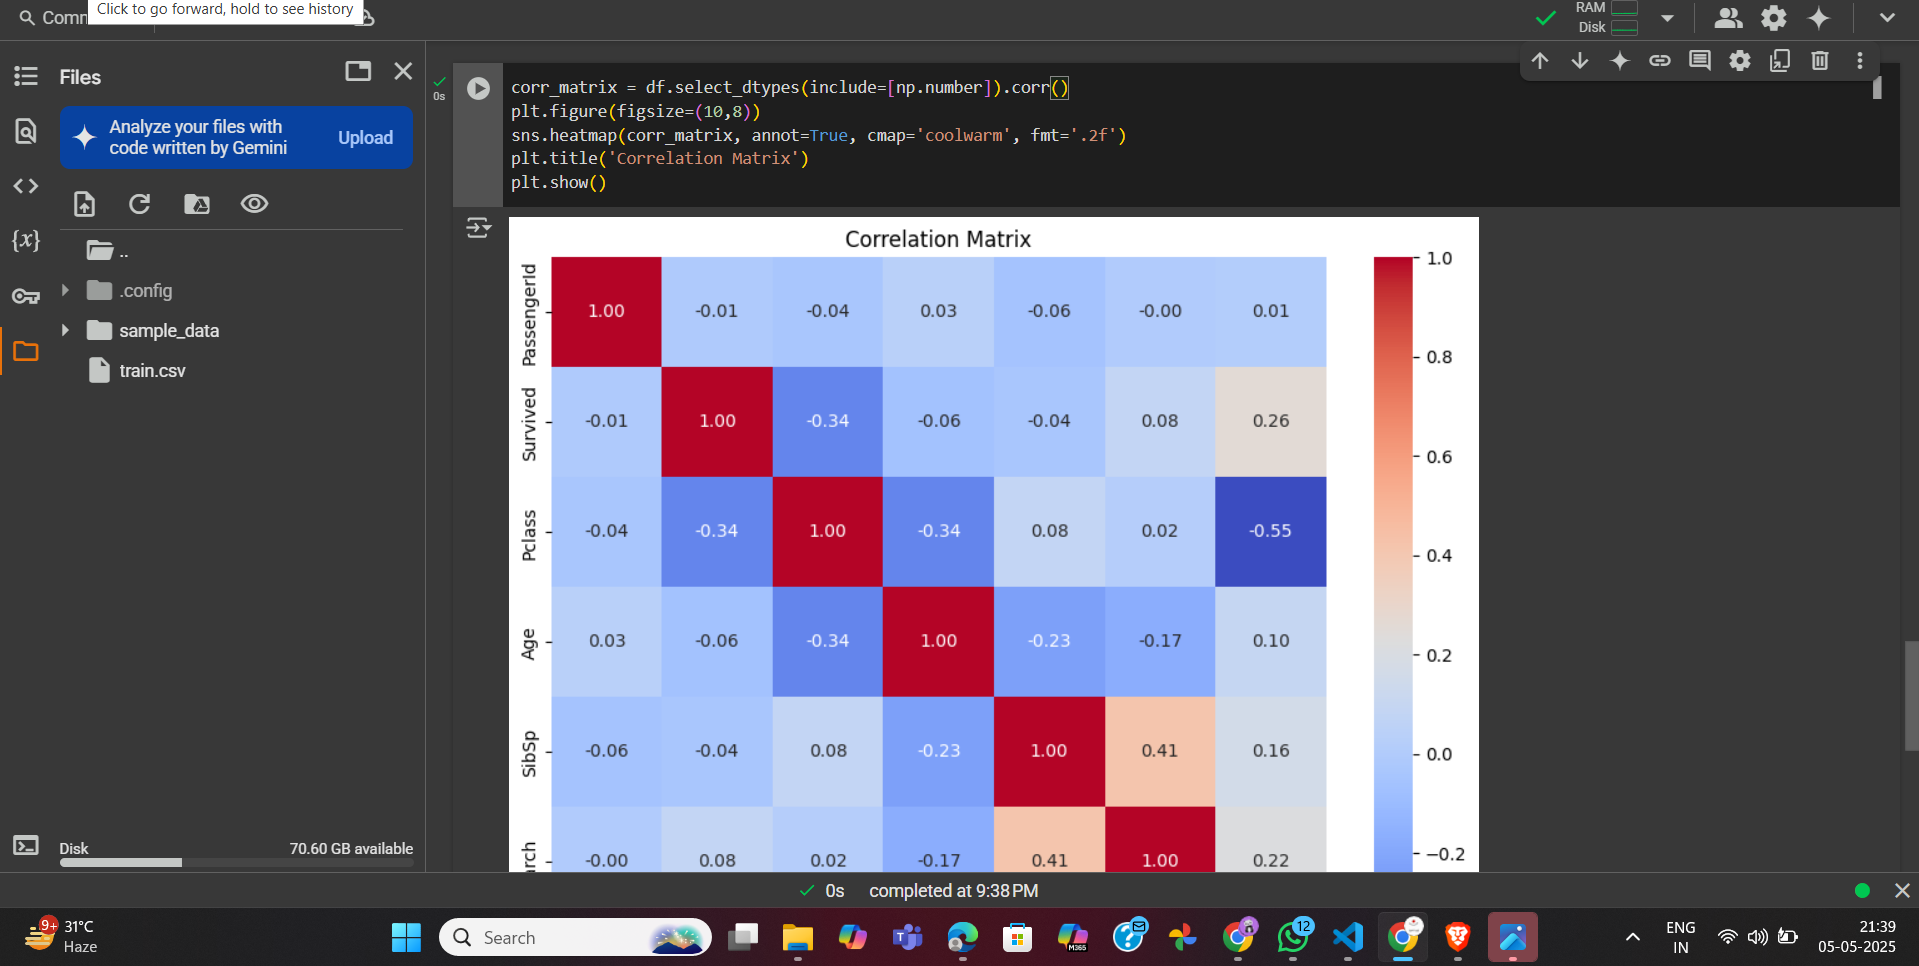 Click to go forward, hold to see history
RAM
Disk
Files
Analyze your files with
code written by Gemini
Upload
..
.config
sample_data
train.csv
Disk
70.60 GB available
0s
corr_matrix = df.select_dtypes(include=[np.number]).corr()
plt.figure(figsize=(10,8))
sns.heatmap(corr_matrix, annot=True, cmap='coolwarm', fmt='.2f')
plt.title('Correlation Matrix')
plt.show()
Correlation Matrix
PassengerId
1.00 -0.01 -0.04 0.03 -0.06 -0.00 0.01
Survived
-0.01 1.00 -0.34 -0.06 -0.04 0.08 0.26
Pclass
-0.04 -0.34 1.00 -0.34 0.08 0.02 -0.55
Age
0.03 -0.06 -0.34 1.00 -0.23 -0.17 0.10
SibSp
-0.06 -0.04 0.08 -0.23 1.00 0.41 0.16
arch
-0.00 0.08 0.02 -0.17 0.41 1.00 0.22
1.0
0.8
0.6
0.4
0.2
0.0
−0.2
0s completed at 9:38 PM
9+
31°C
Haze
Search
M365
12
ENG
IN
21:39
05-05-2025